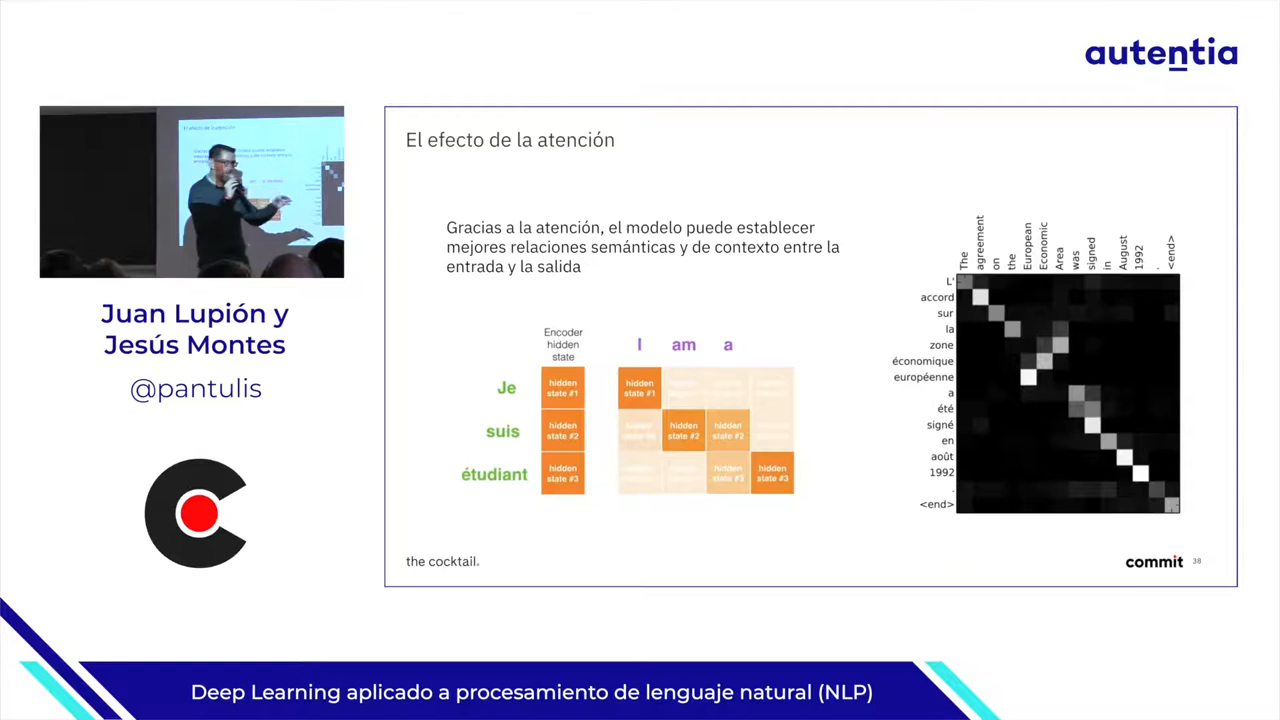 autentia
El efecto de la atención
Gracias a la atención, el modelo puede establecer
mejores relaciones semánticas y de contexto entre la
entrada y la salida
Encoder
hidden
state
I am a
Je
hidden
state #1
hidden
state #1
suis
hidden
state #2
hidden
state #2
hidden
state #2
étudiant
hidden
state #3
hidden
state #3
hidden
state #3
The
agreement
on
the
European
Economic
Area
was
signed
in
August
1992
.
<end>
L'
accord
sur
la
zone
économique
européenne
a
été
signé
en
août
1992
.
<end>
the cocktail.
commit
38
Juan Lupión y
Jesús Montes
@pantulis
Deep Learning aplicado a procesamiento de lenguaje natural (NLP)